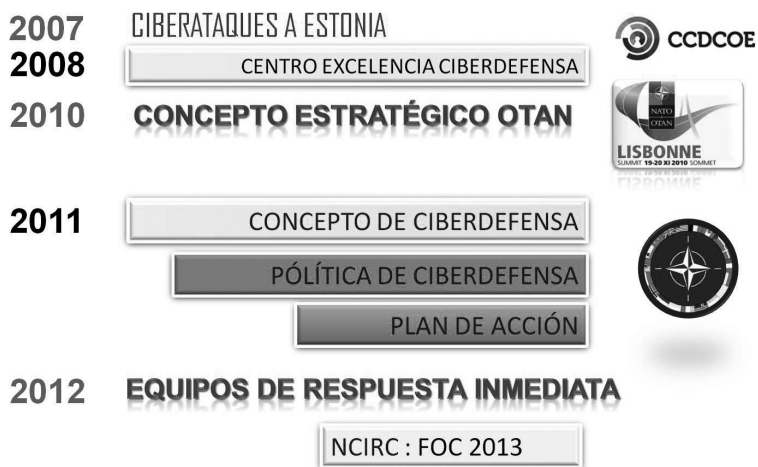 2007 CIBERATAQUES A ESTONIA
CCDCOE
2008 CENTRO EXCELENCIA CIBERDEFENSA
2010 CONCEPTO ESTRATÉGICO OTAN
NATO
OTAN
LISBONNE
SUMMIT 19-20 XI 2010 SOMMET
2011 CONCEPTO DE CIBERDEFENSA
PÓLÍTICA DE CIBERDEFENSA
PLAN DE ACCIÓN
2012 EQUIPOS DE RESPUESTA INMEDIATA
NCIRC : FOC 2013